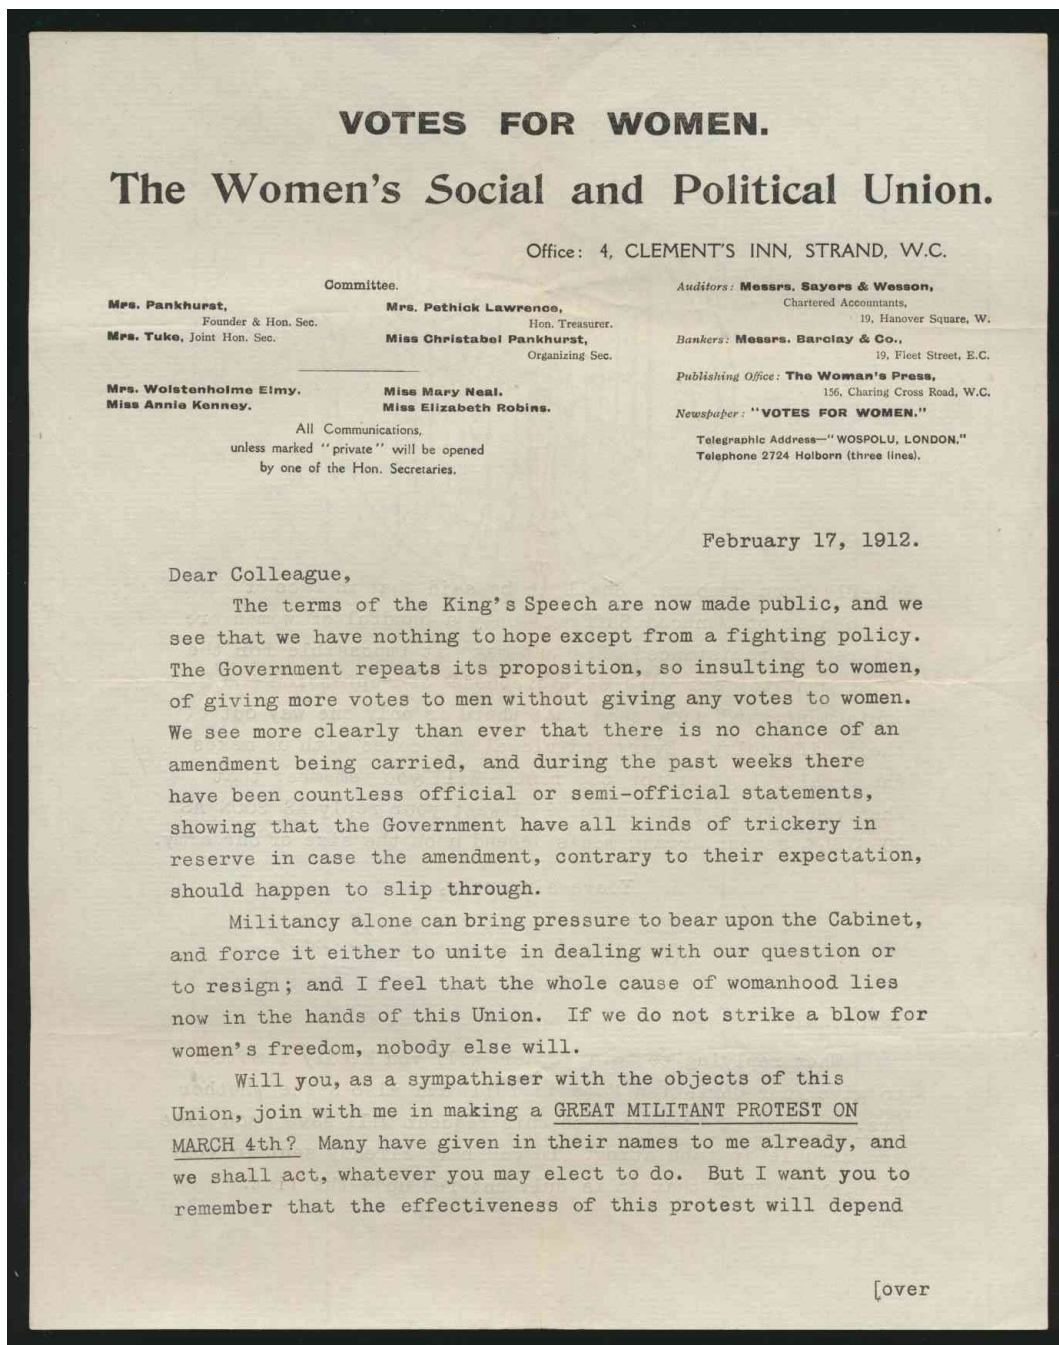 VOTES FOR WOMEN.
The Women's Social and Political Union.
Office: 4, CLEMENT'S INN, STRAND, W.C.
Committee.
Mrs. Pankhurst,
Founder & Hon. Sec.
Mrs. Tuke, Joint Hon. Sec.
Mrs. Pethick Lawrence,
Hon. Treasurer.
Miss Christabel Pankhurst,
Organizing Sec.
Mrs. Wolstenholme Elmy.
Miss Annie Kenney.
Miss Mary Neal.
Miss Elizabeth Robins.
All Communications,
unless marked "private" will be opened
by one of the Hon. Secretaries.
Auditors: Messrs. Sayers & Wesson,
Chartered Accountants,
19, Hanover Square, W.
Bankers: Messrs. Barclay & Co.,
19, Fleet Street, E.C.
Publishing Office: The Woman's Press,
156, Charing Cross Road, W.C.
Newspaper: "VOTES FOR WOMEN."
Telegraphic Address—"WOSPOLU, LONDON."
Telephone 2724 Holborn (three lines).
February 17, 1912.
Dear Colleague,
The terms of the King's Speech are now made public, and we
see that we have nothing to hope except from a fighting policy.
The Government repeats its proposition, so insulting to women,
of giving more votes to men without giving any votes to women.
We see more clearly than ever that there is no chance of an
amendment being carried, and during the past weeks there
have been countless official or semi-official statements,
showing that the Government have all kinds of trickery in
reserve in case the amendment, contrary to their expectation,
should happen to slip through.
Militancy alone can bring pressure to bear upon the Cabinet,
and force it either to unite in dealing with our question or
to resign; and I feel that the whole cause of womanhood lies
now in the hands of this Union. If we do not strike a blow for
women's freedom, nobody else will.
Will you, as a sympathiser with the objects of this
Union, join with me in making a GREAT MILITANT PROTEST ON
MARCH 4th? Many have given in their names to me already, and
we shall act, whatever you may elect to do. But I want you to
remember that the effectiveness of this protest will depend
[over